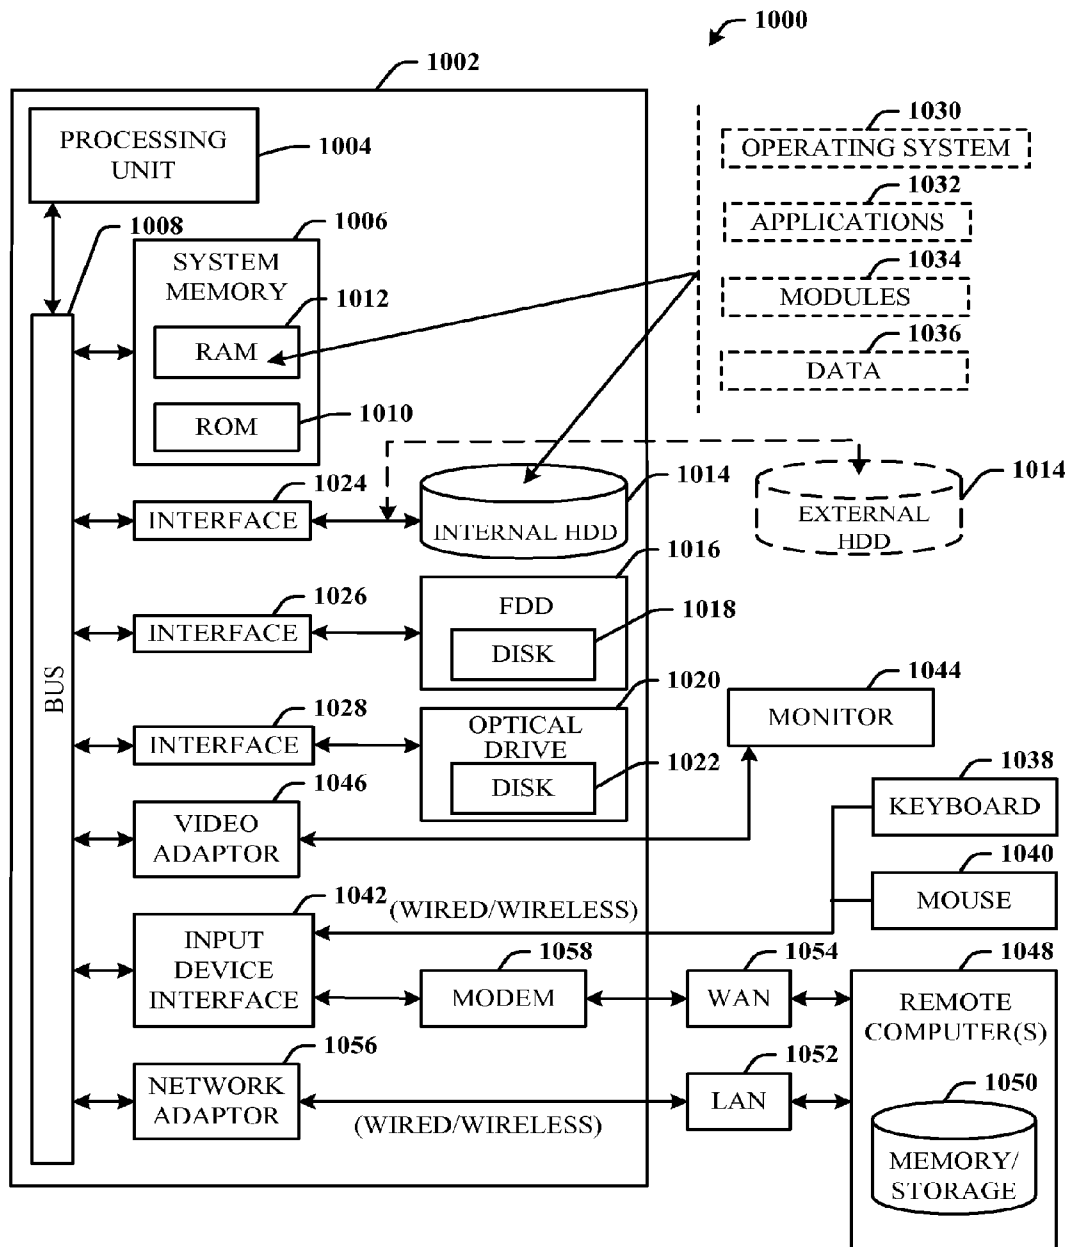 1000
1002
PROCESSING
UNIT
1004
1030
OPERATING SYSTEM
1032
APPLICATIONS
1034
MODULES
1036
DATA
1008
1006
SYSTEM
MEMORY
1012
RAM
1010
ROM
1024
INTERFACE
1014
INTERNAL HDD
1014
EXTERNAL
HDD
1016
FDD
1018
DISK
1026
INTERFACE
BUS
1020
OPTICAL
DRIVE
1022
DISK
1028
INTERFACE
1044
MONITOR
1046
VIDEO
ADAPTOR
1038
KEYBOARD
1040
MOUSE
1042
(WIRED/WIRELESS)
INPUT
DEVICE
INTERFACE
1058
MODEM
1054
WAN
1048
REMOTE
COMPUTER(S)
1056
NETWORK
ADAPTOR
(WIRED/WIRELESS)
1052
LAN
1050
MEMORY/
STORAGE